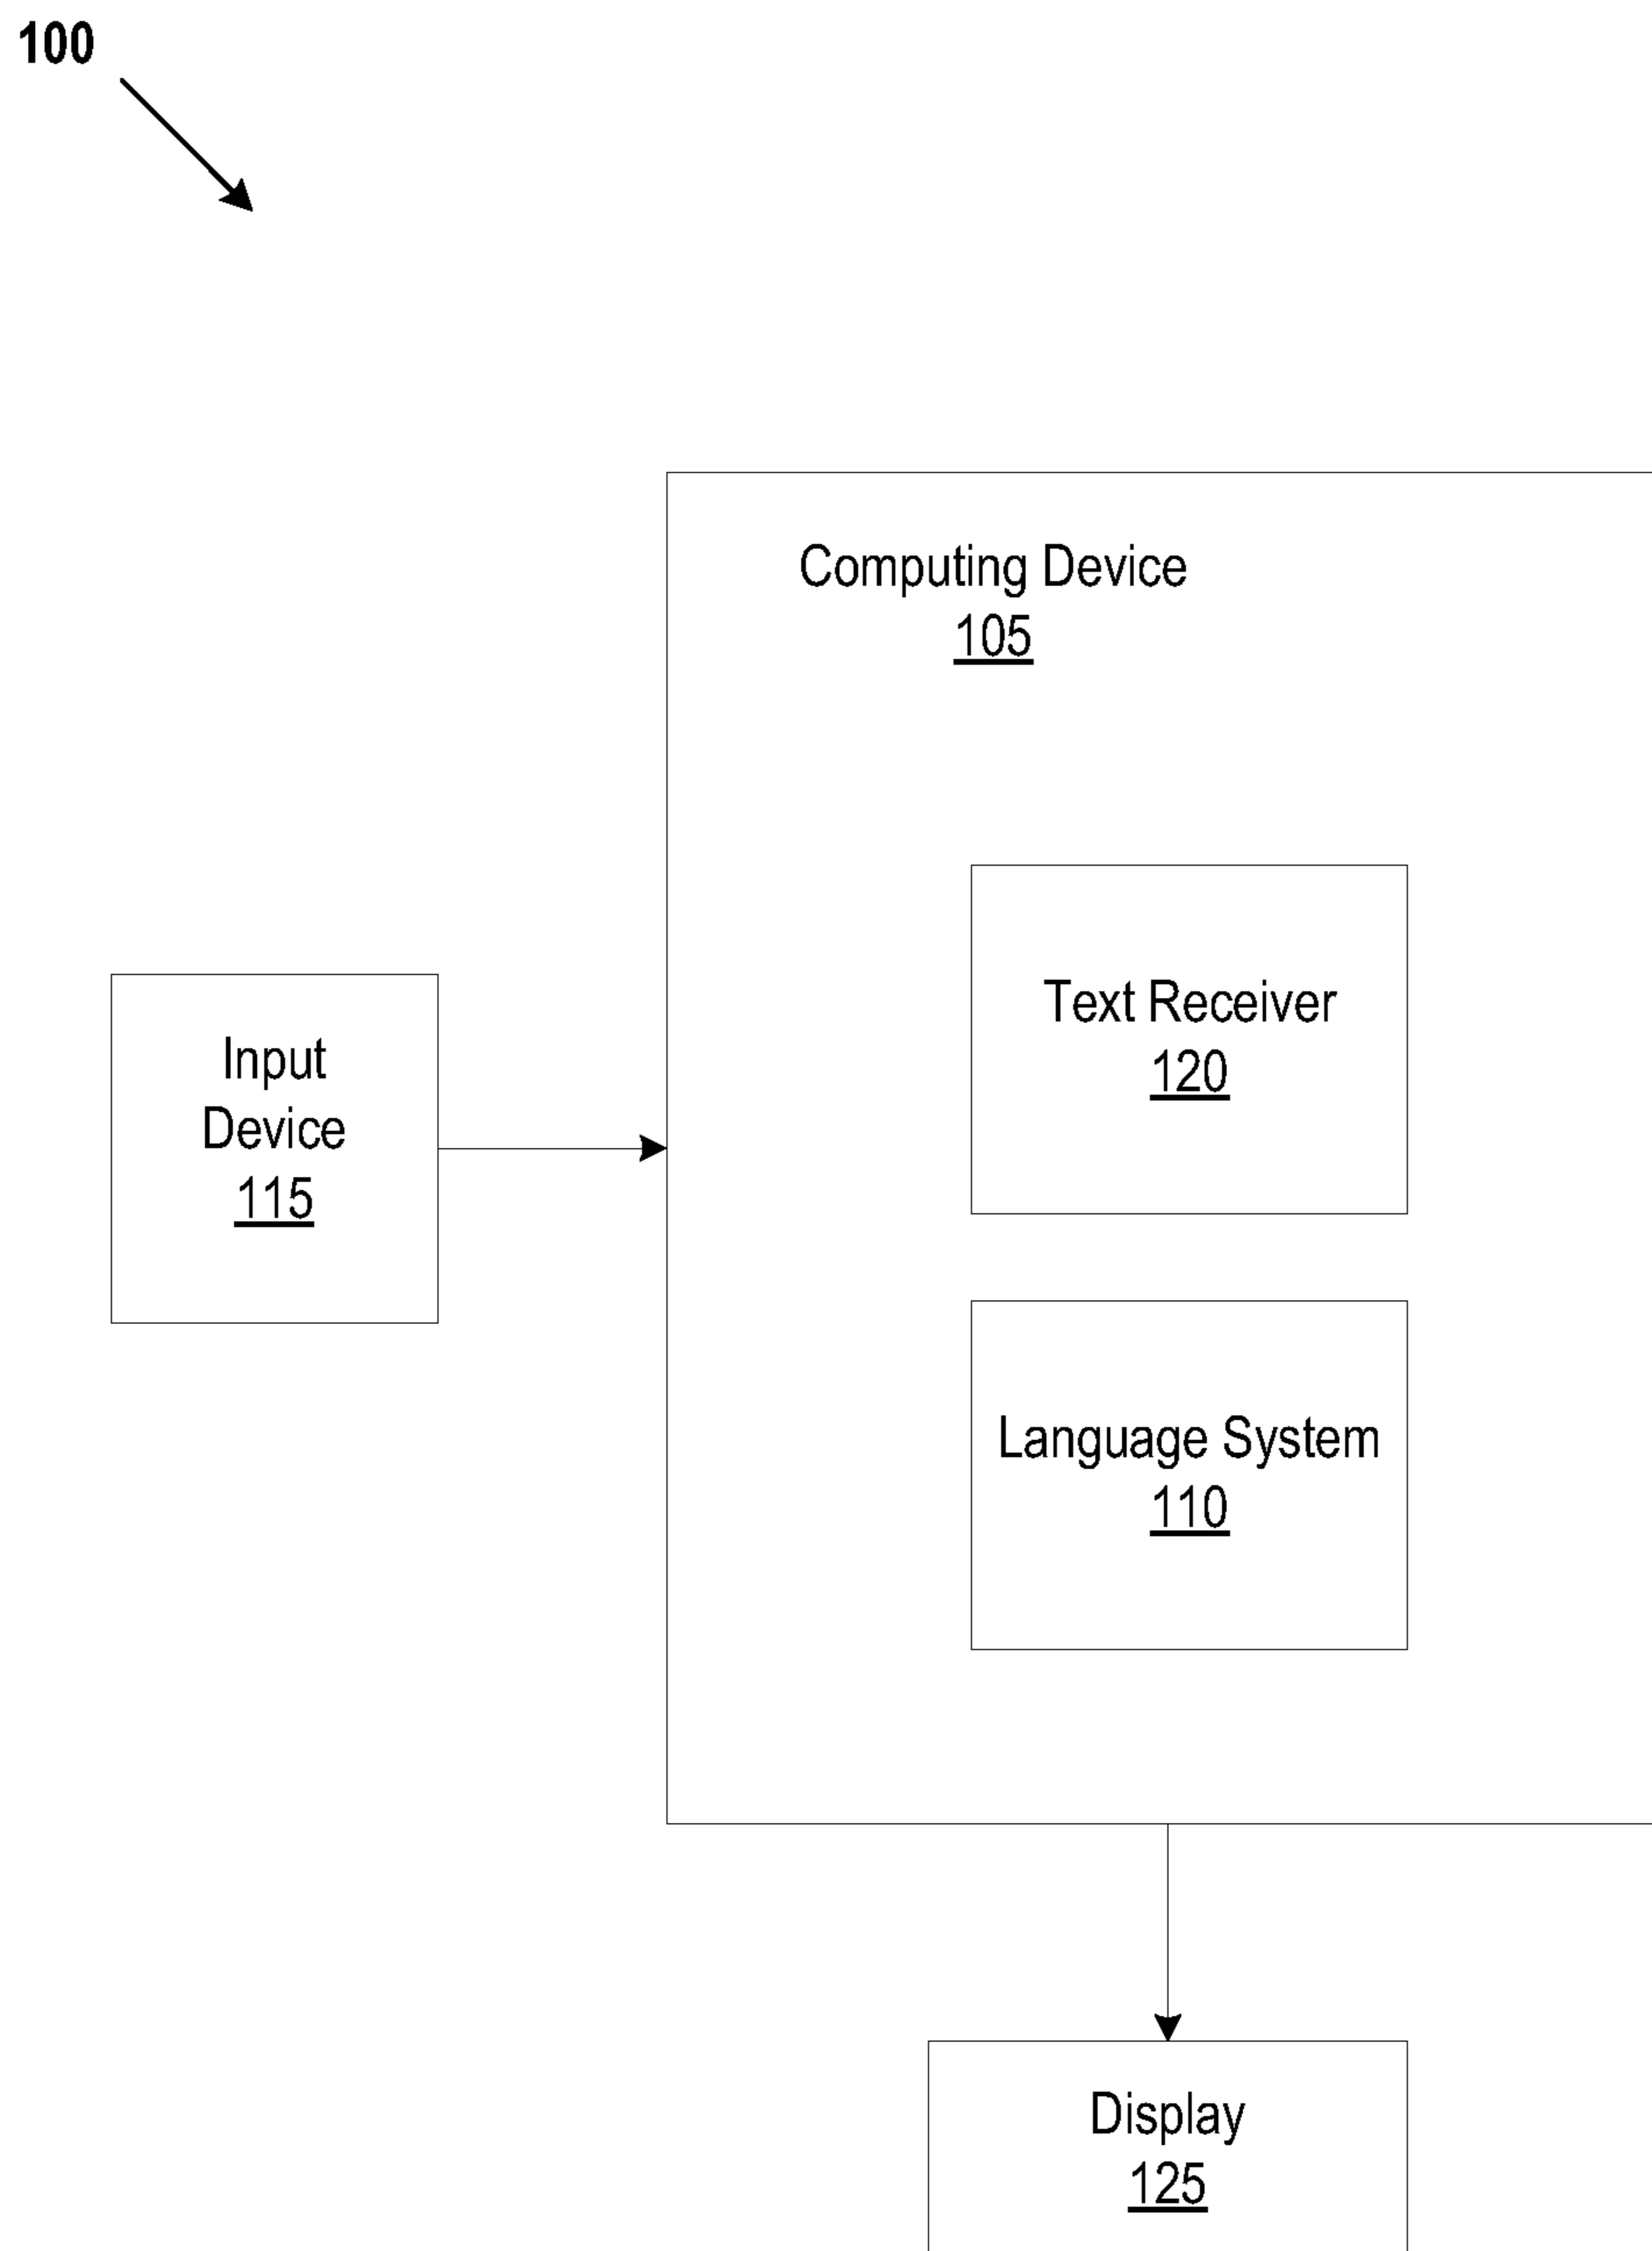 100
Computing Device
105
Text Receiver
120
Input
Device
115
Language System
110
Display
125